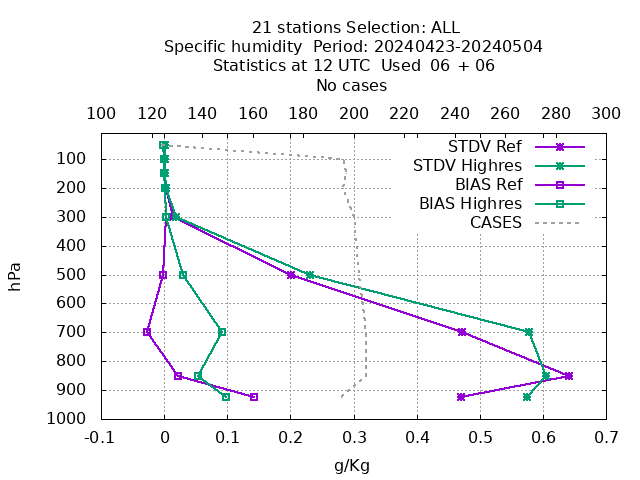 21 stations Selection: ALL
Specific humidity  Period: 20240423-20240504
Statistics at 12 UTC  Used  06 + 06
No cases
100 120 140 160 180 200 220 240 260 280 300
STDV Ref
STDV Highres
BIAS Ref
BIAS Highres
CASES
100
200
300
400
500
600
700
800
900
1000
hPa
-0.1 0 0.1 0.2 0.3 0.4 0.5 0.6 0.7
g/Kg